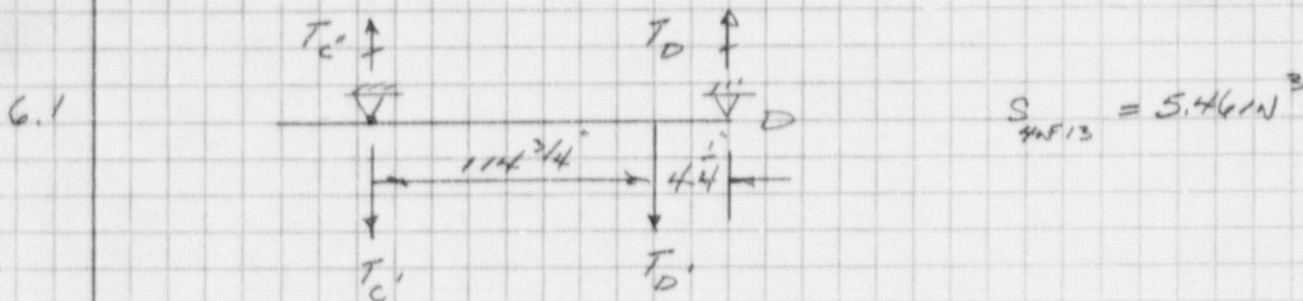 T_C" T_D
6.1 D S_4WF13 = 5.46 IN³
114 3/4" 4 1/4"
T_C' T_D'